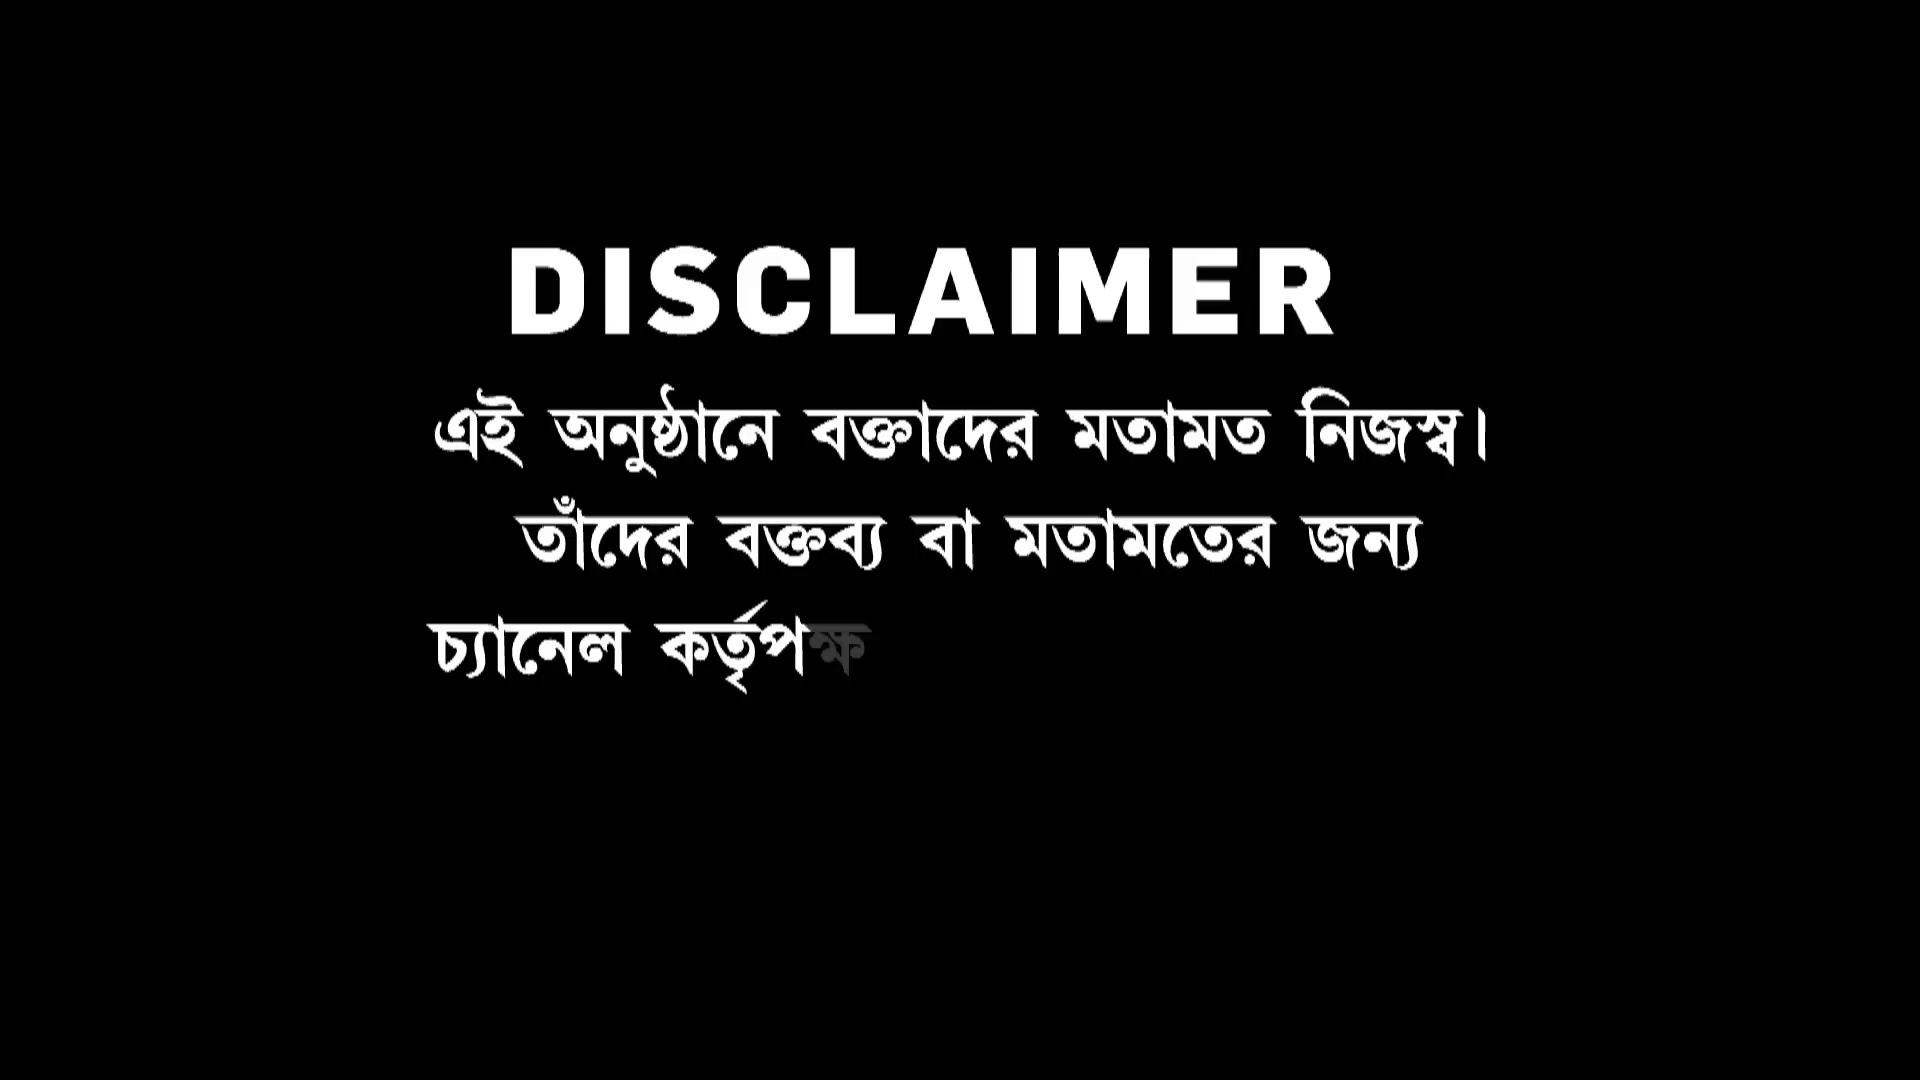 DISCLAIMER
এই অনুষ্ঠানে বক্তাদের মতামত নিজস্ব।
তাঁদের বক্তব্য বা মতামতের জন্য
চ্যানেল কর্তৃপক্ষ